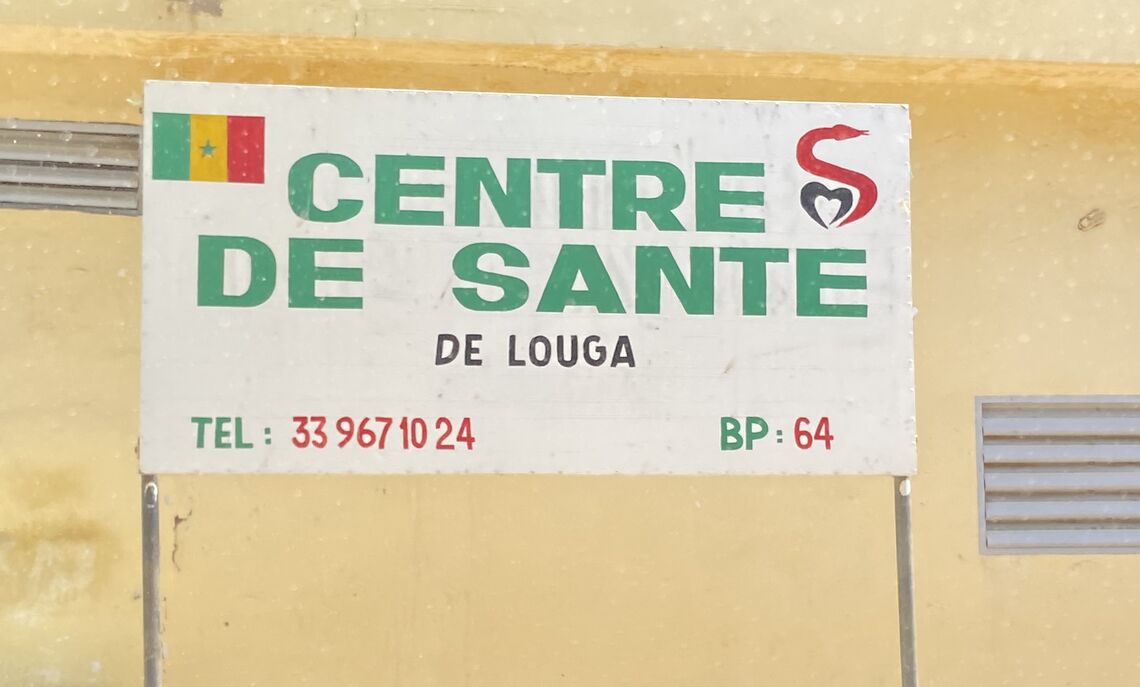 CENTRE
DE SANTE
DE LOUGA
TEL : 33 967 10 24 BP : 64